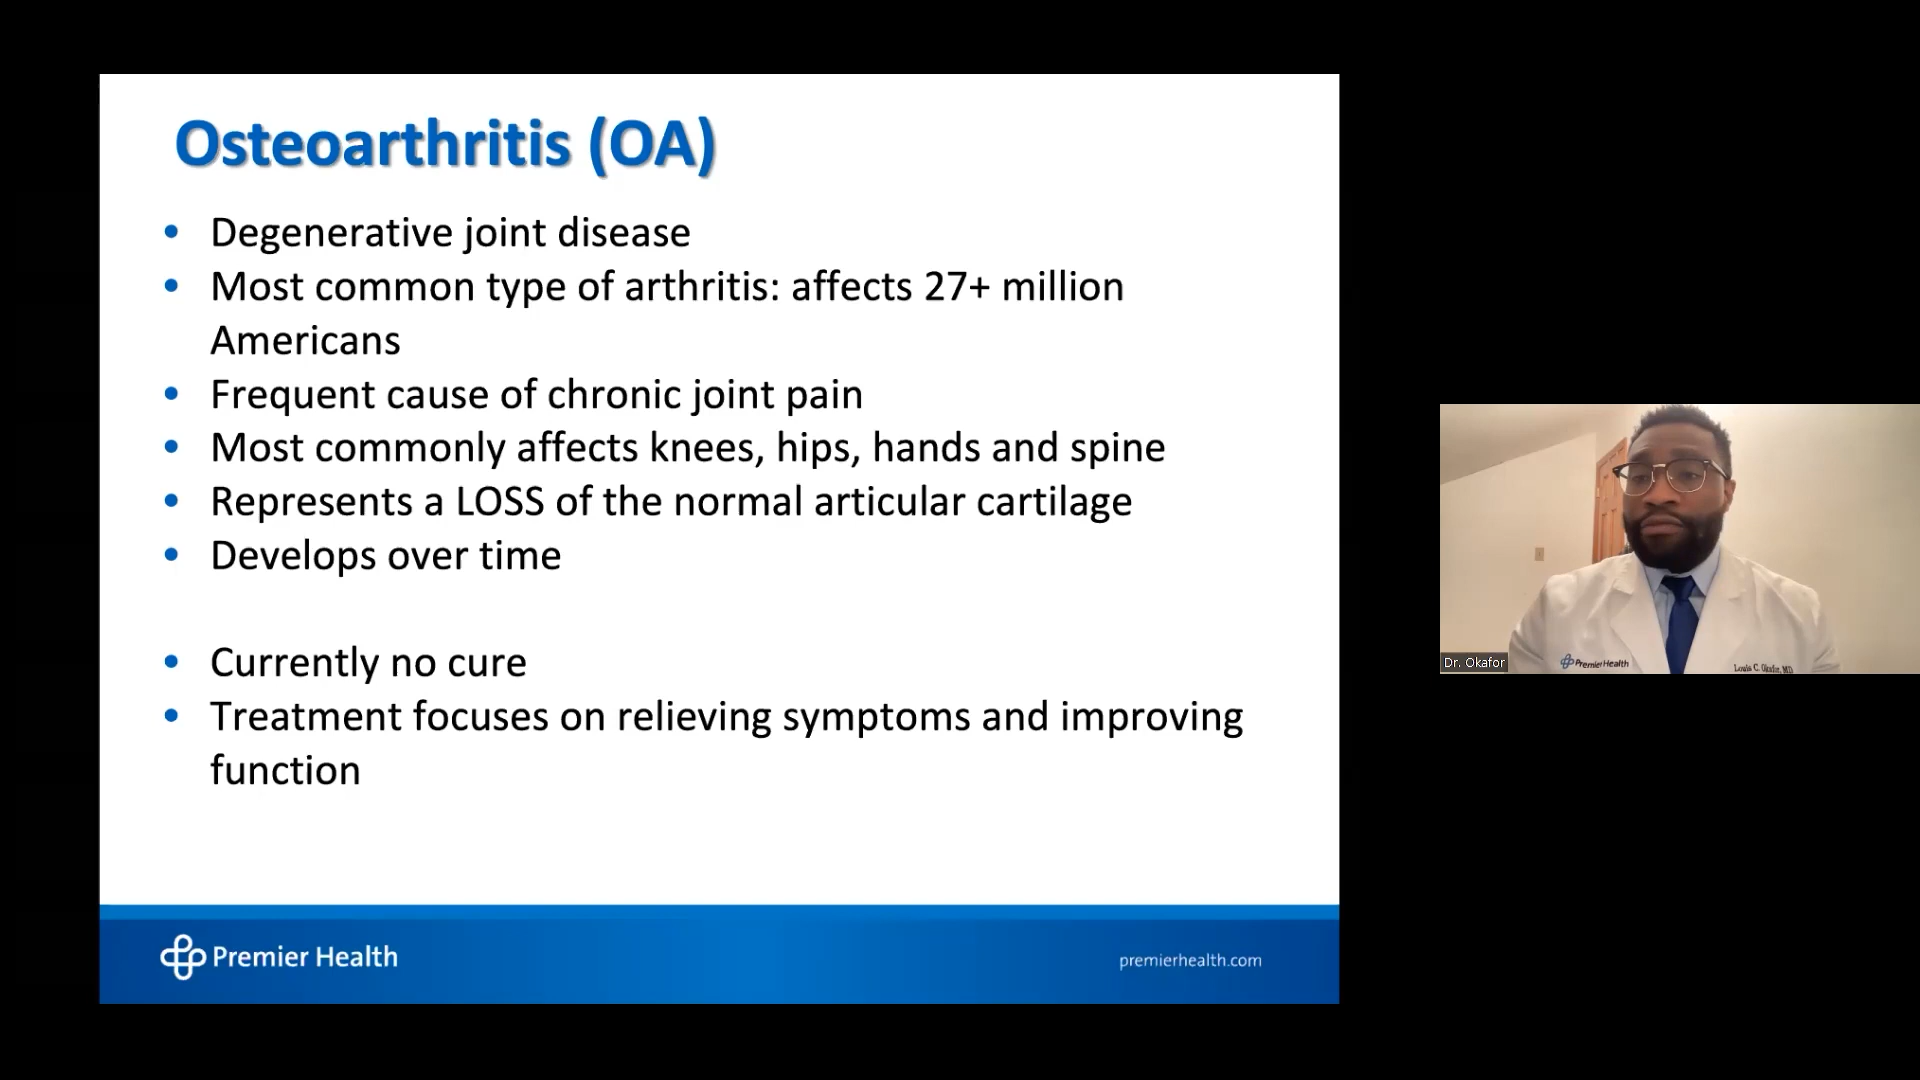 Osteoarthritis (OA)
• Degenerative joint disease
• Most common type of arthritis: affects 27+ million
Americans
• Frequent cause of chronic joint pain
• Most commonly affects knees, hips, hands and spine
• Represents a LOSS of the normal articular cartilage
• Develops over time
• Currently no cure
• Treatment focuses on relieving symptoms and improving
function
Premier Health
premierhealth.com
Dr. Okafor
Premier Health
Louis C. Okafor, MD